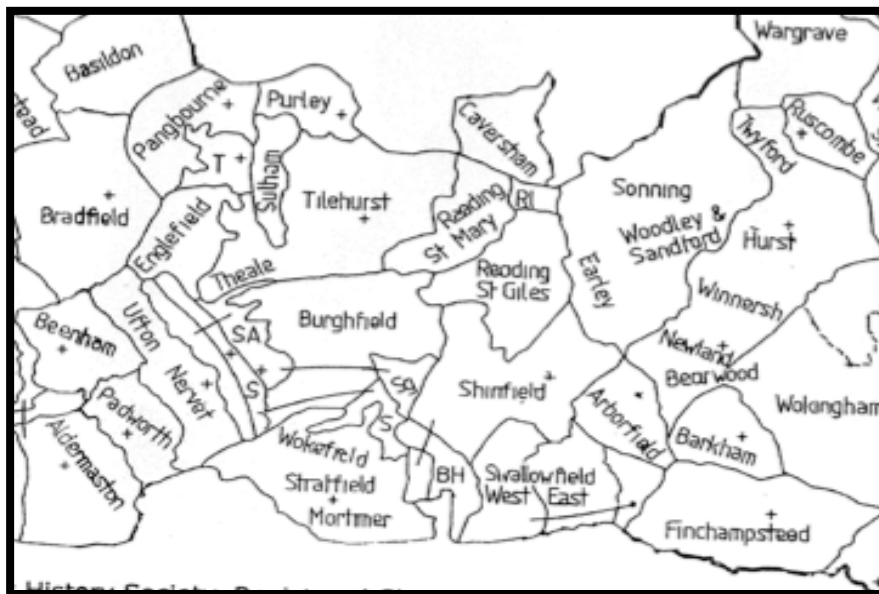 Wargrave
Basildon
Pangbourne
Purley
Caversham
Twyford
Ruscombe
stead
T
Sulham
Tilehurst
Reading
St Mary
Sonning
Woodley &
Sandford
Hurst
Bradfield
Englefield
Theale
Reading
St Giles
Earley
Winnersh
Beenham
Ufton
Nervet
SA
S
Burghfield
Newland
Bearwood
Shinfield
Arborfield
Barkham
Wokingham
Padworth
Aldermaston
Wokefield
Stratfield
Mortimer
S
BH
Swallowfield
West
East
Finchampstead